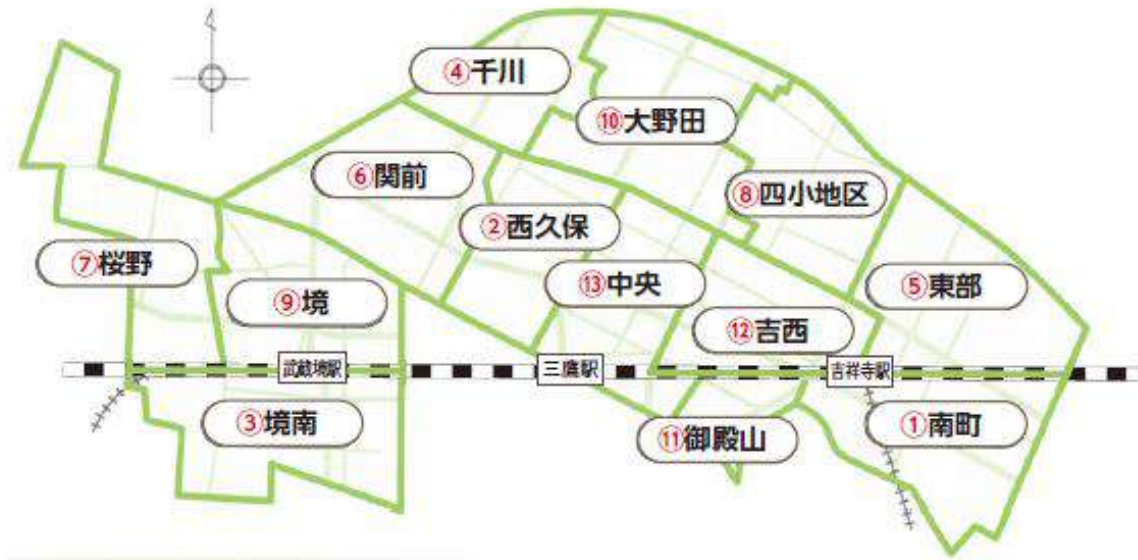 ④千川
⑩大野田
⑥関前
⑧四小地区
②西久保
⑦桜野
⑬中央
⑤東部
⑨境
⑫吉西
武蔵境駅
三鷹駅
吉祥寺駅
③境南
⑪御殿山
①南町